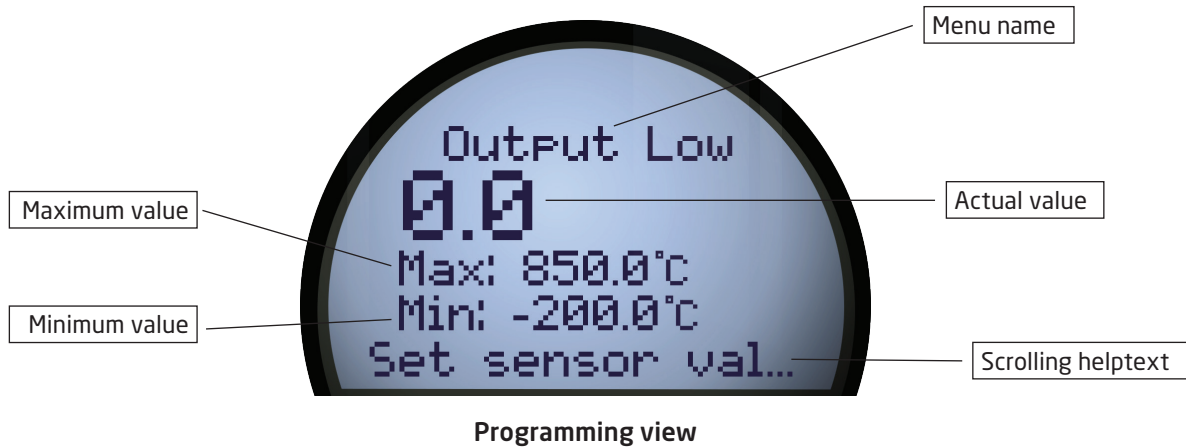 Menu name
Output Low
0.0
Actual value
Maximum value
Max: 850.0°C
Min: -200.0°C
Minimum value
Set sensor val...
Scrolling helptext
Programming view